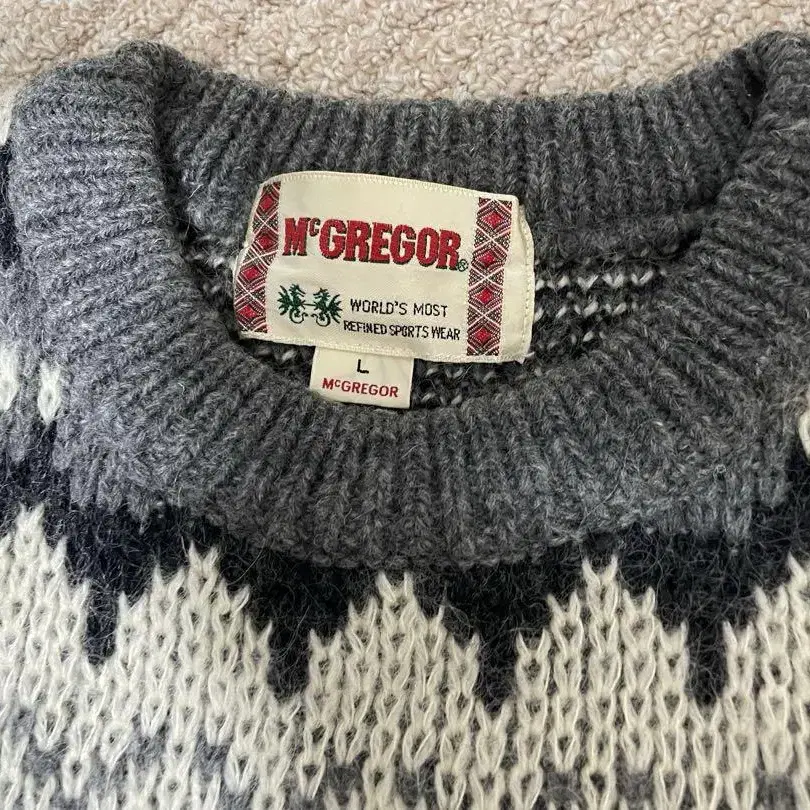 McGREGOR®
WORLD'S MOST
REFINED SPORTS WEAR
L
McGREGOR